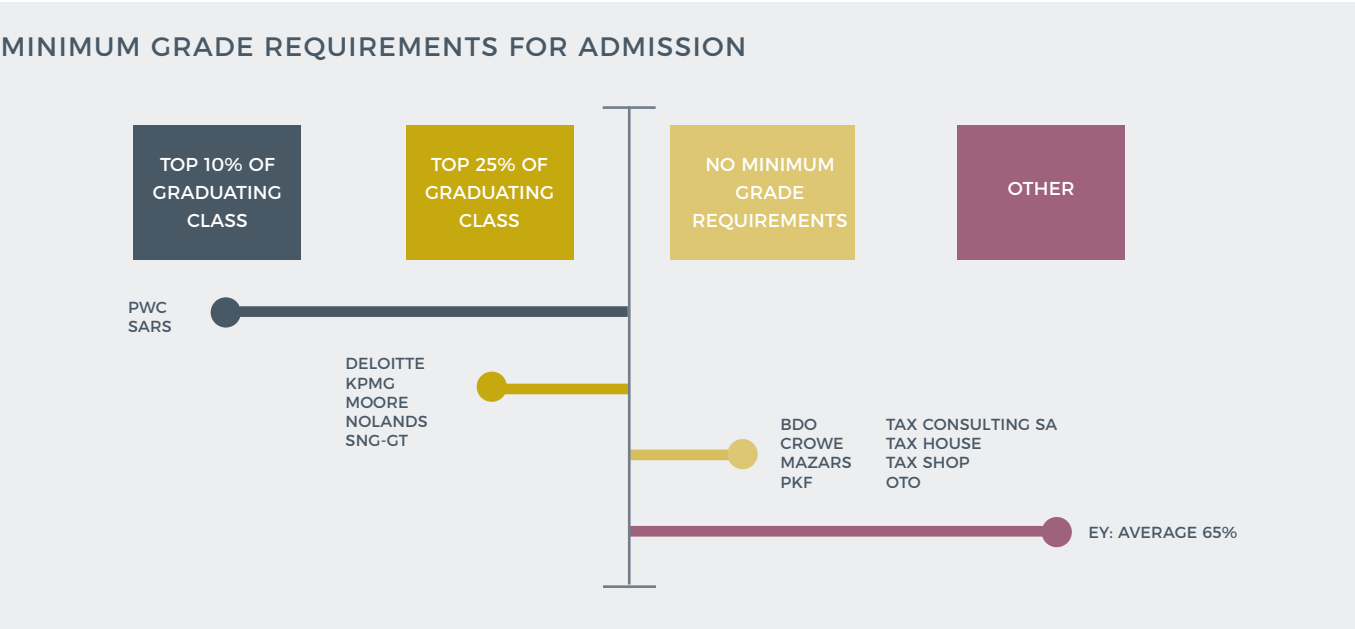 MINIMUM GRADE REQUIREMENTS FOR ADMISSION
TOP 10% OF
GRADUATING
CLASS
TOP 25% OF
GRADUATING
CLASS
NO MINIMUM
GRADE
REQUIREMENTS
OTHER
PWC
SARS
DELOITTE
KPMG
MOORE
NOLANDS
SNG-GT
BDO
CROWE
MAZARS
PKF
TAX CONSULTING SA
TAX HOUSE
TAX SHOP
OTO
EY: AVERAGE 65%